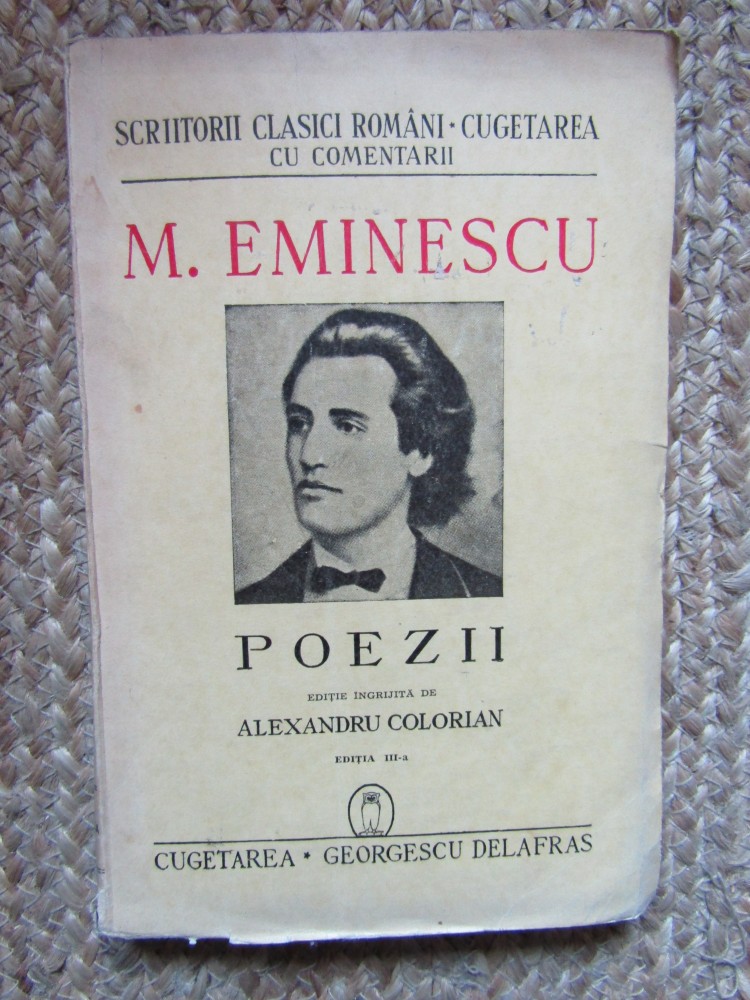 SCRIITORII CLASICI ROMÂNI * CUGETAREA
CU COMENTARII
M. EMINESCU
POEZII
EDIȚIE ÎNGRIJITĂ DE
ALEXANDRU COLORIAN
EDIȚIA III-a
CUGETAREA * GEORGESCU DELAFRAS